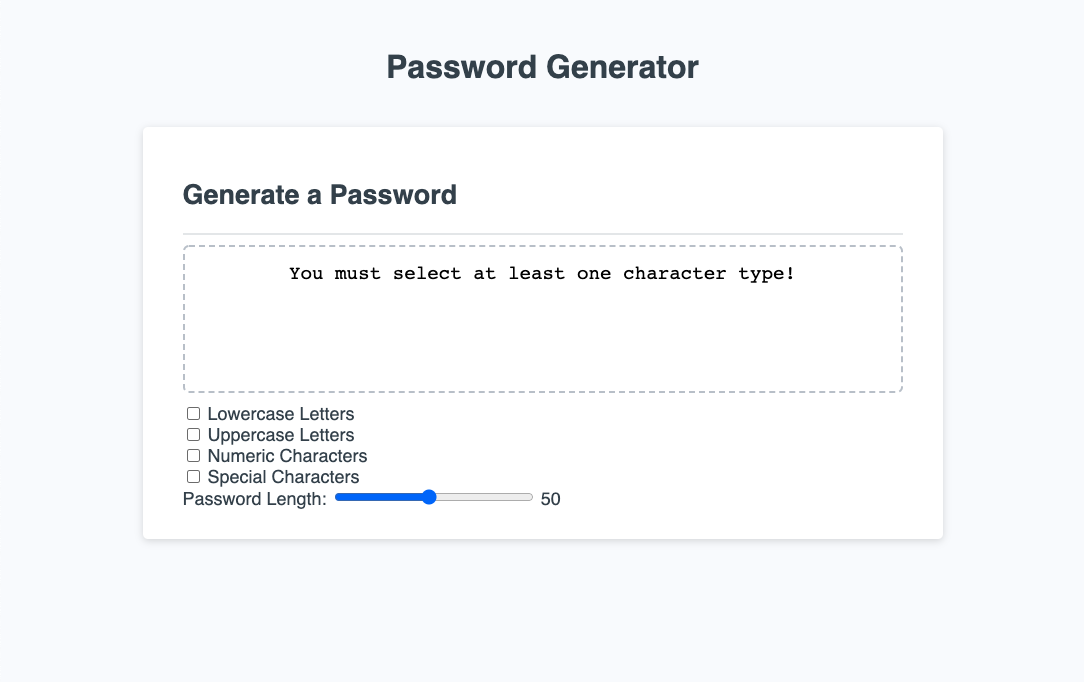 Password Generator
Generate a Password
You must select at least one character type!
Lowercase Letters
Uppercase Letters
Numeric Characters
Special Characters
Password Length: 50